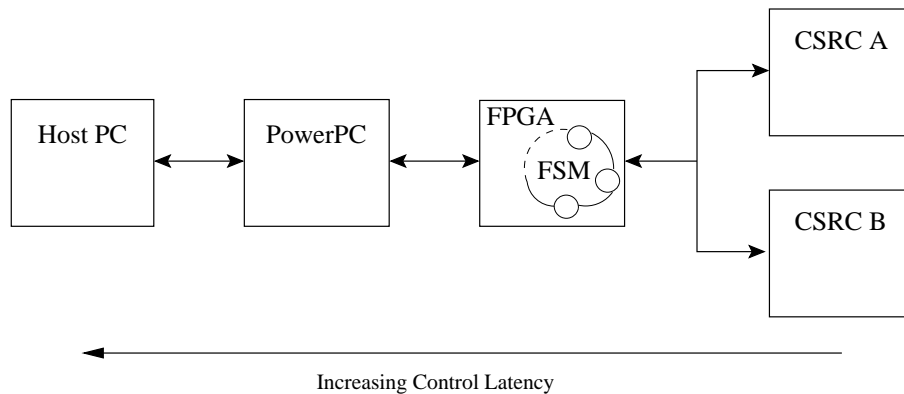 Host PC
PowerPC
FPGA
FSM
CSRC A
CSRC B
Increasing Control Latency